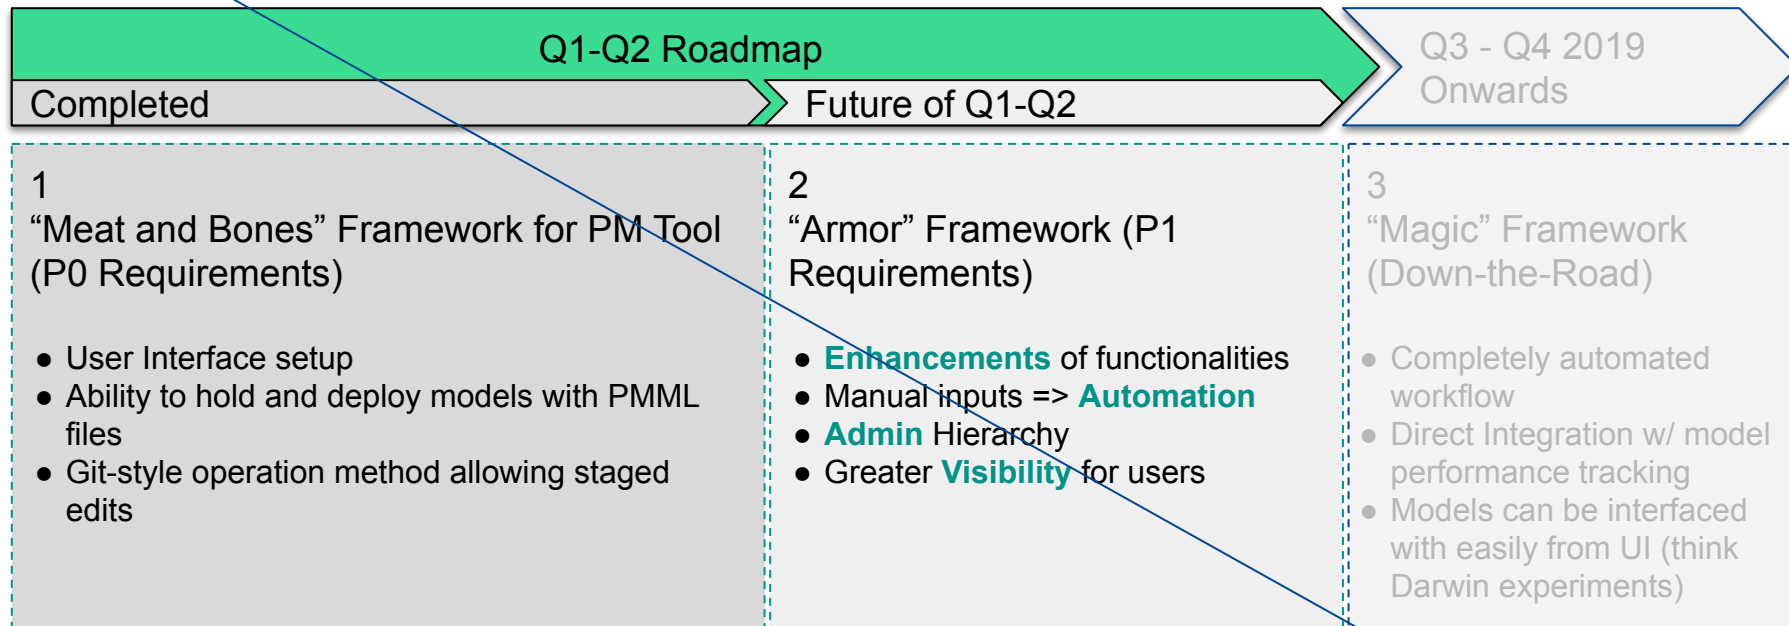 Q1-Q2 Roadmap
Q3 - Q4 2019
Onwards
Completed
Future of Q1-Q2
1
“Meat and Bones” Framework for PM Tool
(P0 Requirements)
● User Interface setup
● Ability to hold and deploy models with PMML
files
● Git-style operation method allowing staged
edits
2
“Armor” Framework (P1
Requirements)
● Enhancements of functionalities
● Manual inputs => Automation
● Admin Hierarchy
● Greater Visibility for users
3
“Magic” Framework
(Down-the-Road)
● Completely automated
workflow
● Direct Integration w/ model
performance tracking
● Models can be interfaced
with easily from UI (think
Darwin experiments)